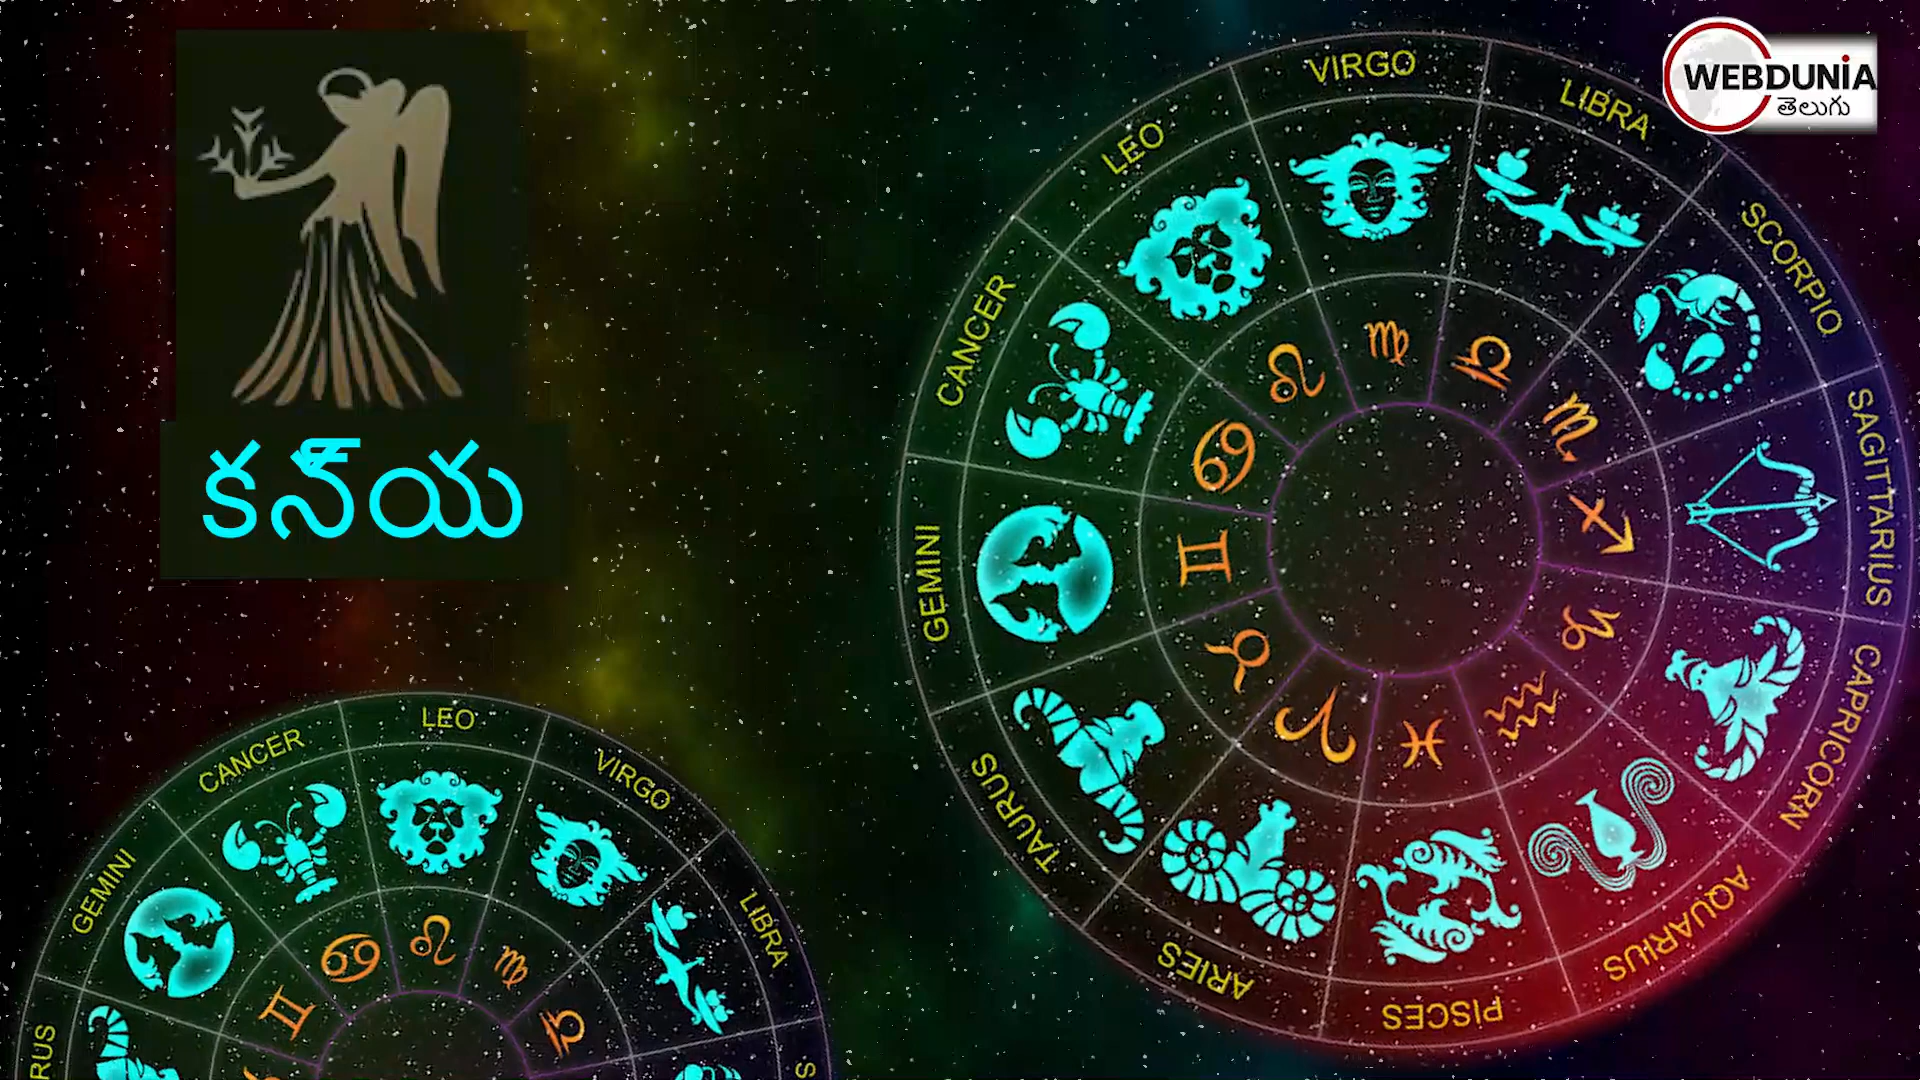 WEBDUNiA
తెలుగు
కన్‌య
VIRGO
LIBRA
SCORPIO
SAGITTARIUS
CAPRICORN
AQUARIUS
PISCES
ARIES
TAURUS
GEMINI
CANCER
LEO
RUS
GEMINI
CANCER
LEO
VIRGO
LIBRA
S